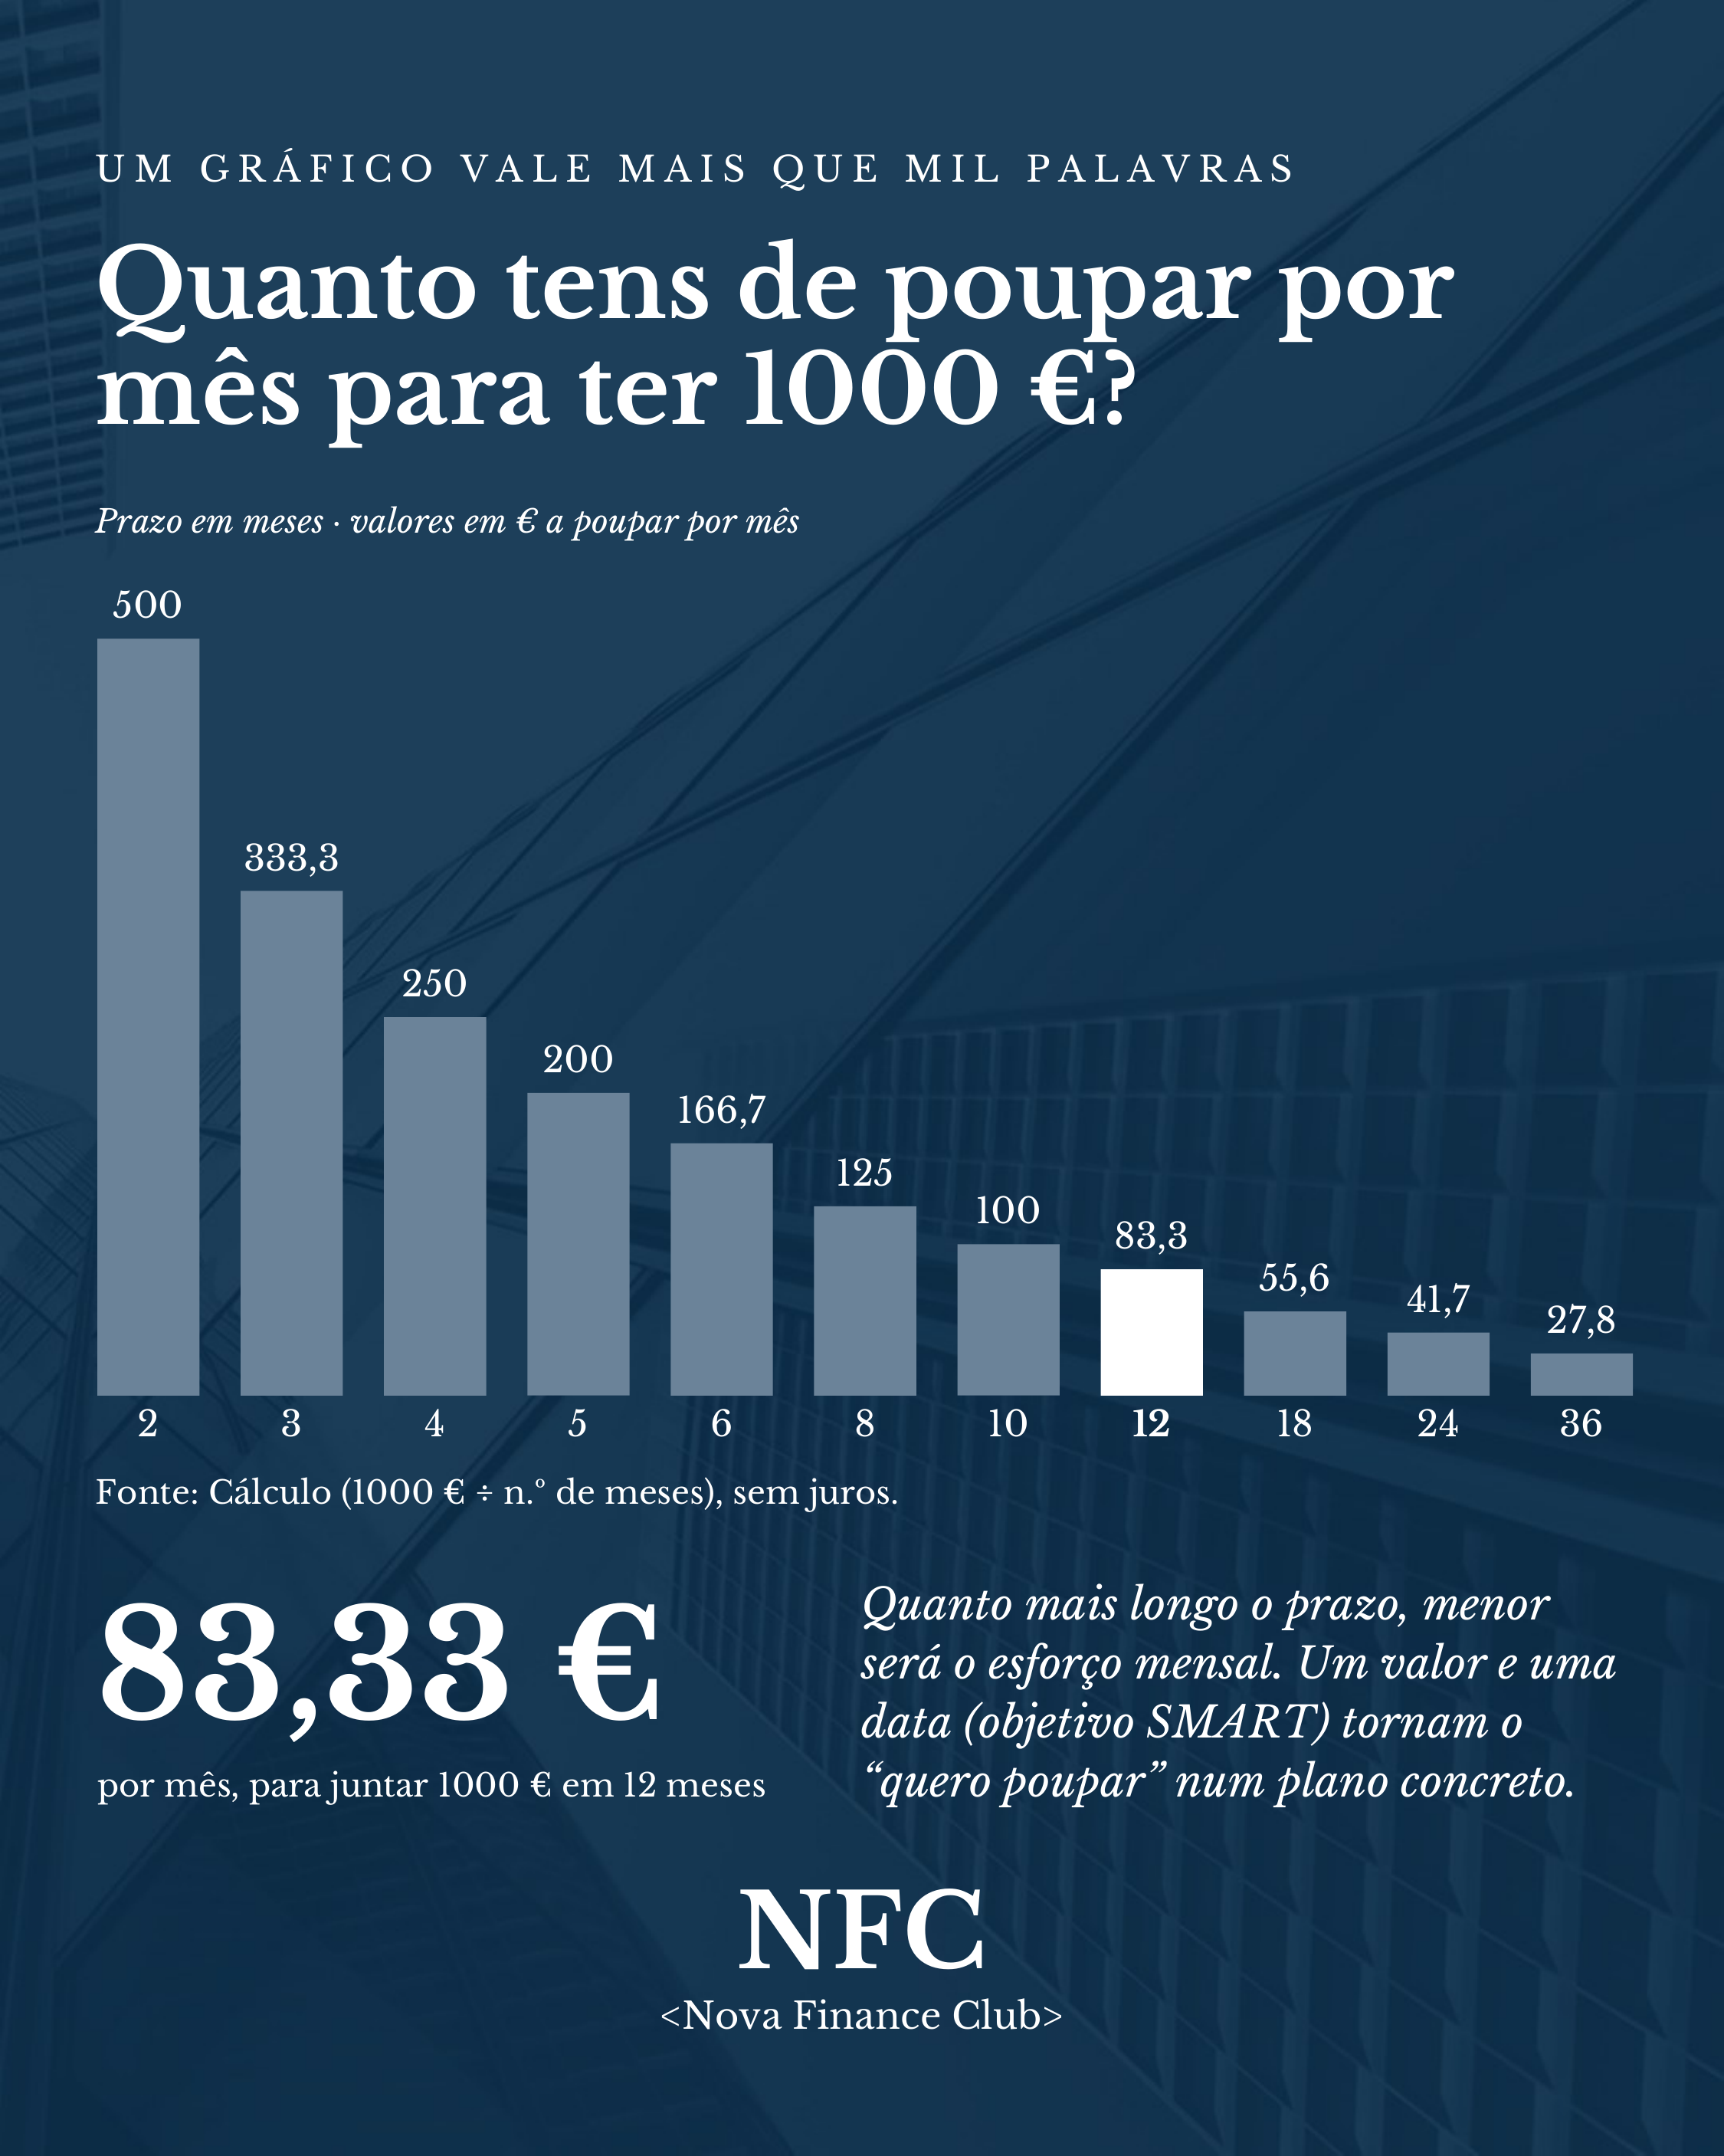 UM GRÁFICO VALE MAIS QUE MIL PALAVRAS
Quanto tens de poupar por
mês para ter 1000 €?
Prazo em meses · valores em € a poupar por mês
500
333,3
250
200
166,7
125
100
83,3
55,6
41,7
27,8
2 3 4 5 6 8 10 12 18 24 36
Fonte: Cálculo (1000 € ÷ n.º de meses), sem juros.
83,33 €
por mês, para juntar 1000 € em 12 meses
Quanto mais longo o prazo, menor
será o esforço mensal. Um valor e uma
data (objetivo SMART) tornam o
“quero poupar” num plano concreto.
NFC
<Nova Finance Club>